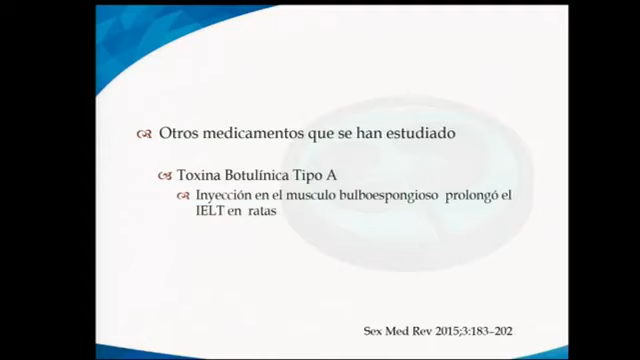 Otros medicamentos que se han estudiado
Toxina Botulínica Tipo A
Inyección en el musculo bulboespongioso prolongó el
IELT en ratas
Sex Med Rev 2015;3:183–202